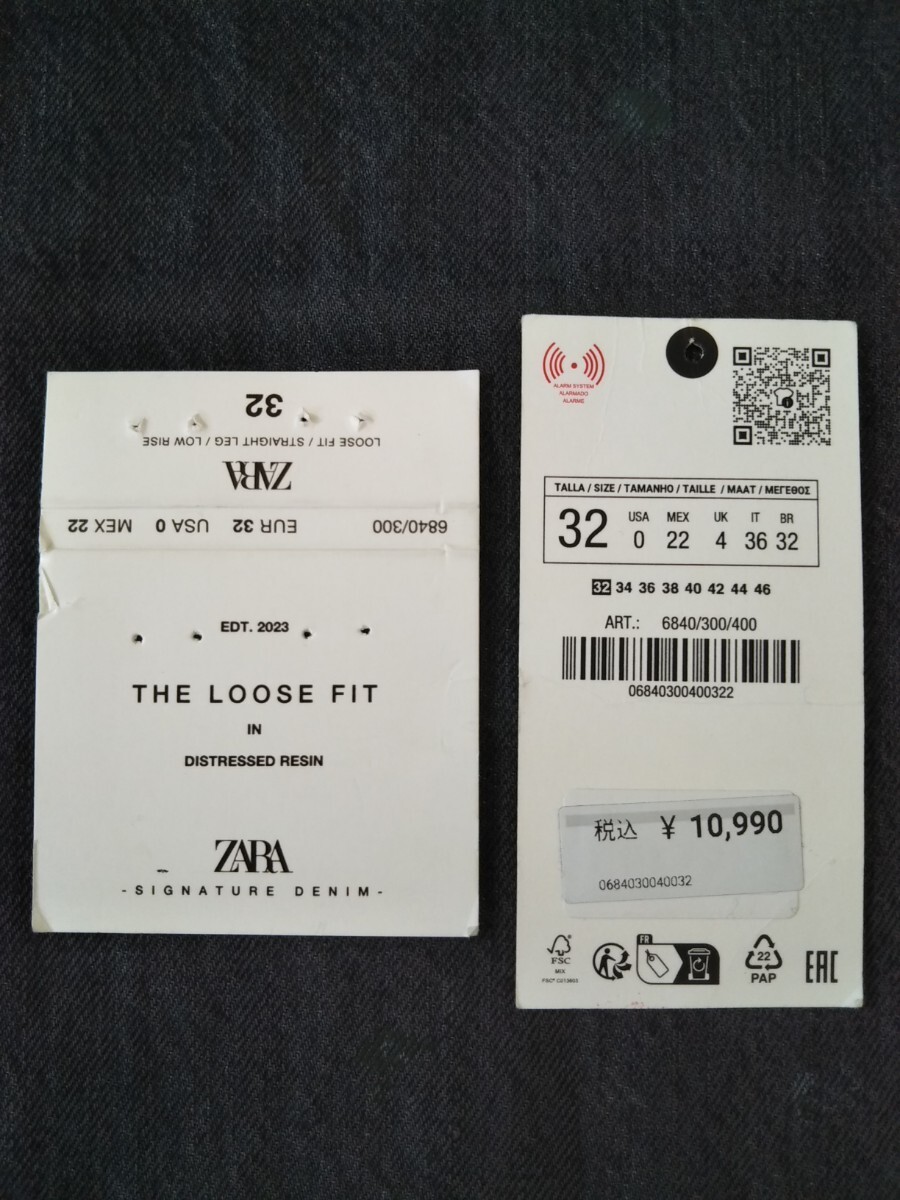 32
LOOSE FIT / STRAIGHT LEG / LOW RISE
ZARA
6840/300 EUR 32 USA 0 MEX 22
EDT. 2023
THE LOOSE FIT
IN
DISTRESSED RESIN
ZARA
- SIGNATURE DENIM -
ALARM SYSTEM
ALARMADO
ALARME
TALLA / SIZE / TAMANHO / TAILLE / MAAT / ΜΕΓΕΘΟΣ
32 USA 0 MEX 22 UK 4 IT 36 BR 32
32 34 36 38 40 42 44 46
ART.: 6840/300/400
06840300400322
税込 ¥ 10,990
0684030040032
FSC
MIX
FR
22
PAP
EAC